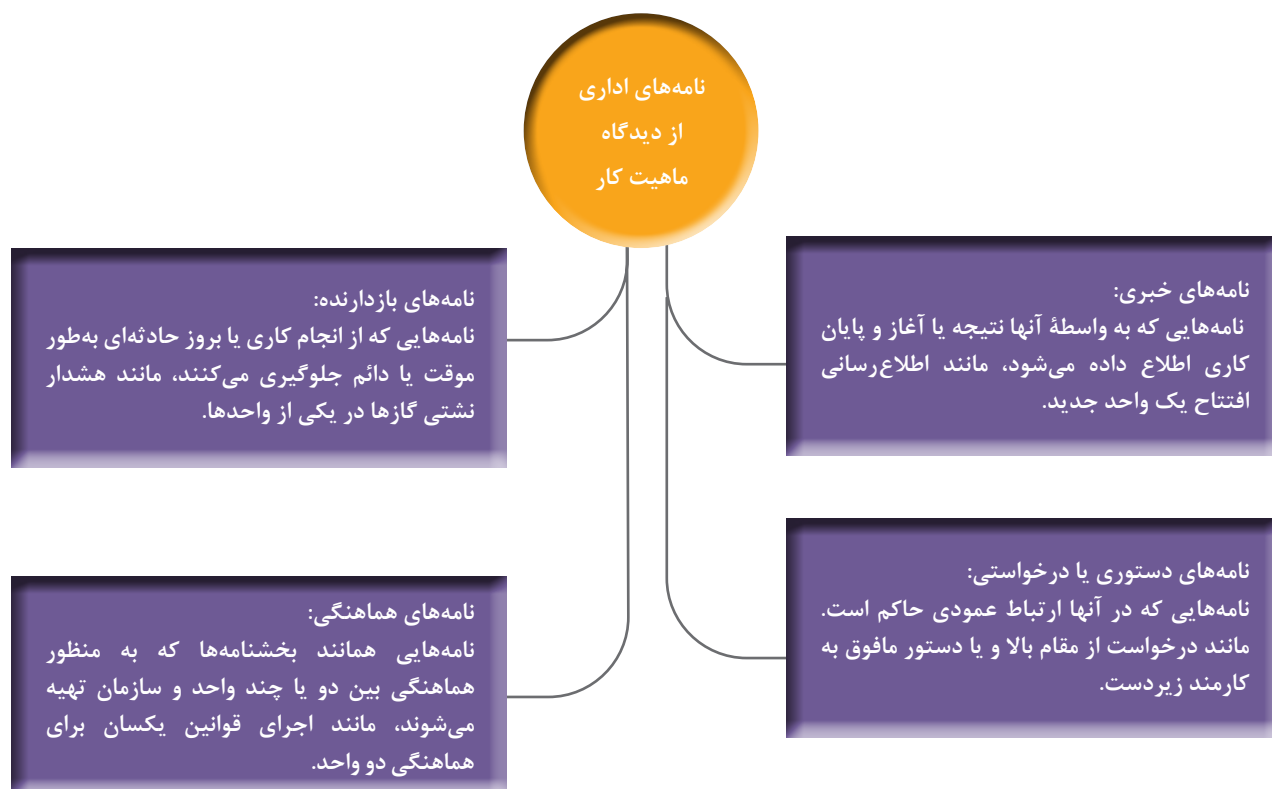 نامه‌های اداری
از دیدگاه
ماهیت کار
نامه‌های خبری:
نامه‌هایی که به واسطهٔ آنها نتیجه یا آغاز و پایان
کاری اطلاع داده می‌شود، مانند اطلاع‌رسانی
افتتاح یک واحد جدید.
نامه‌های بازدارنده:
نامه‌هایی که از انجام کاری یا بروز حادثه‌ای به‌طور
موقت یا دائم جلوگیری می‌کنند، مانند هشدار
نشتی گازها در یکی از واحدها.
نامه‌های دستوری یا درخواستی:
نامه‌هایی که در آنها ارتباط عمودی حاکم است.
مانند درخواست از مقام بالا و یا دستور مافوق به
کارمند زیردست.
نامه‌های هماهنگی:
نامه‌هایی همانند بخشنامه‌ها که به منظور
هماهنگی بین دو یا چند واحد و سازمان تهیه
می‌شوند، مانند اجرای قوانین یکسان برای
هماهنگی دو واحد.